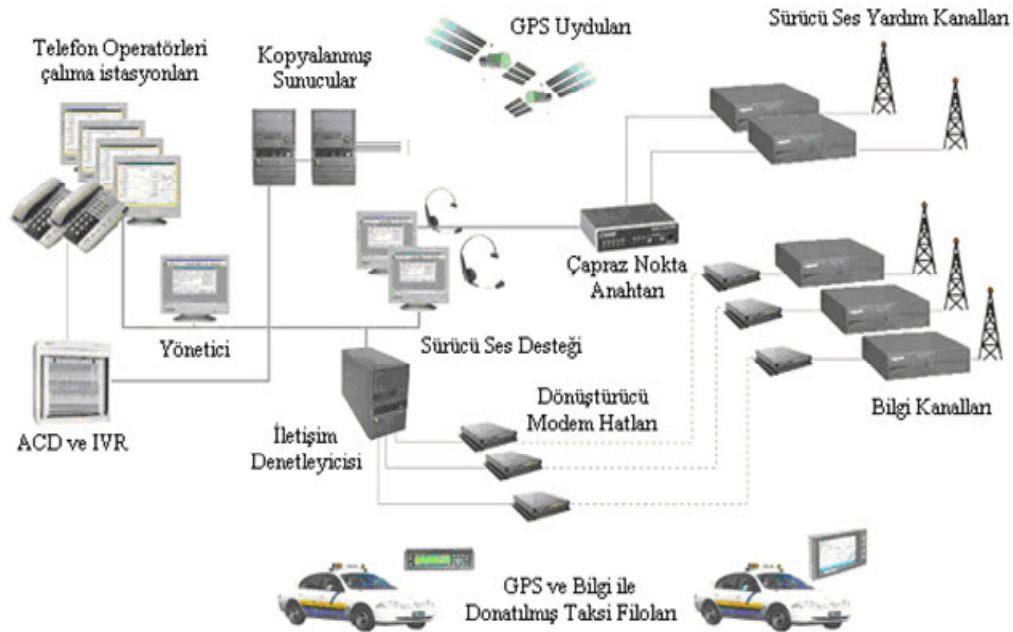 GPS Uyduları
Sürücü Ses Yardım Kanalları
Telefon Operatörleri
çalıma istasyonları
Kopyalanmış
Sunucular
Çapraz Nokta
Anahtarı
Yönetici
Sürücü Ses Desteği
Dönüştürücü
Modem Hatları
Bilgi Kanalları
ACD ve IVR
İletişim
Denetleyicisi
GPS ve Bilgi ile
Donatılmış Taksi Filoları